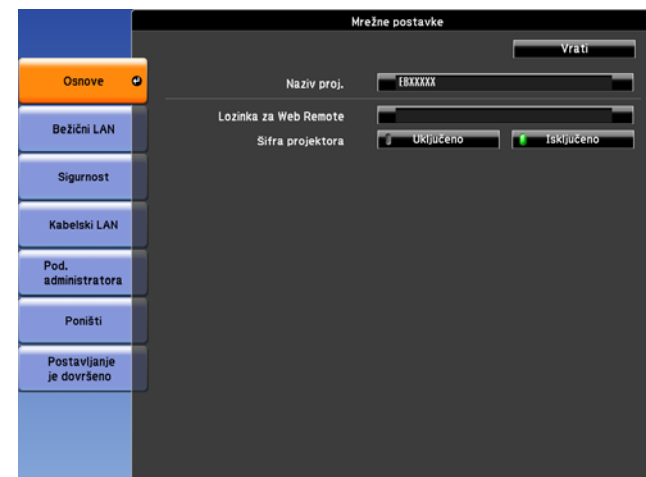 Mrežne postavke
Vrati
Osnove
Naziv proj. EBXXXXX
Lozinka za Web Remote
Bežični LAN
Šifra projektora Uključeno Isključeno
Sigurnost
Kabelski LAN
Pod.
administratora
Poništi
Postavljanje
je dovršeno